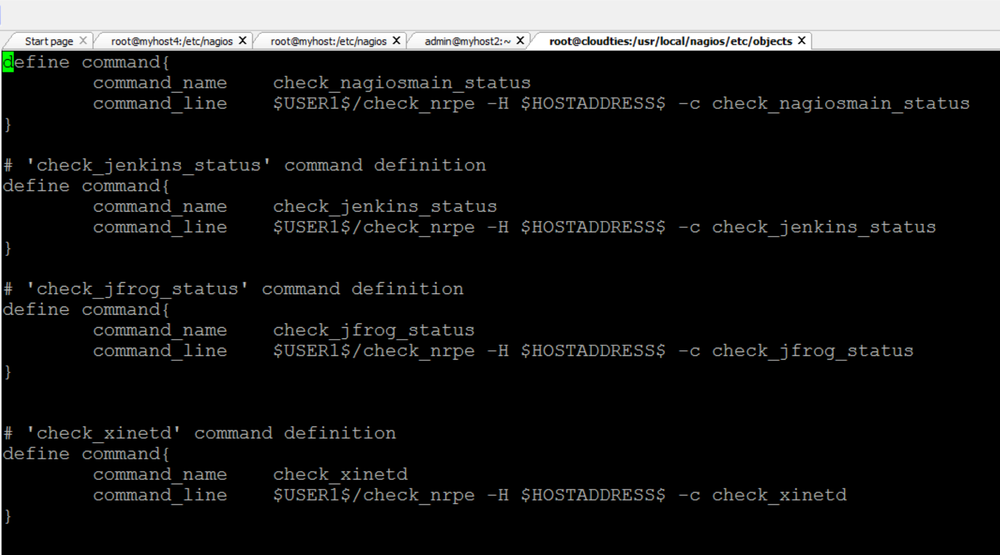 Start page X root@myhost4:/etc/nagios X root@myhost:/etc/nagios X admin@myhost2:~ X root@cloudties:/usr/local/nagios/etc/objects X
define command{
        command_name    check_nagiosmain_status
        command_line    $USER1$/check_nrpe -H $HOSTADDRESS$ -c check_nagiosmain_status
}
# 'check_jenkins_status' command definition
define command{
        command_name    check_jenkins_status
        command_line    $USER1$/check_nrpe -H $HOSTADDRESS$ -c check_jenkins_status
}
# 'check_jfrog_status' command definition
define command{
        command_name    check_jfrog_status
        command_line    $USER1$/check_nrpe -H $HOSTADDRESS$ -c check_jfrog_status
}
# 'check_xinetd' command definition
define command{
        command_name    check_xinetd
        command_line    $USER1$/check_nrpe -H $HOSTADDRESS$ -c check_xinetd
}